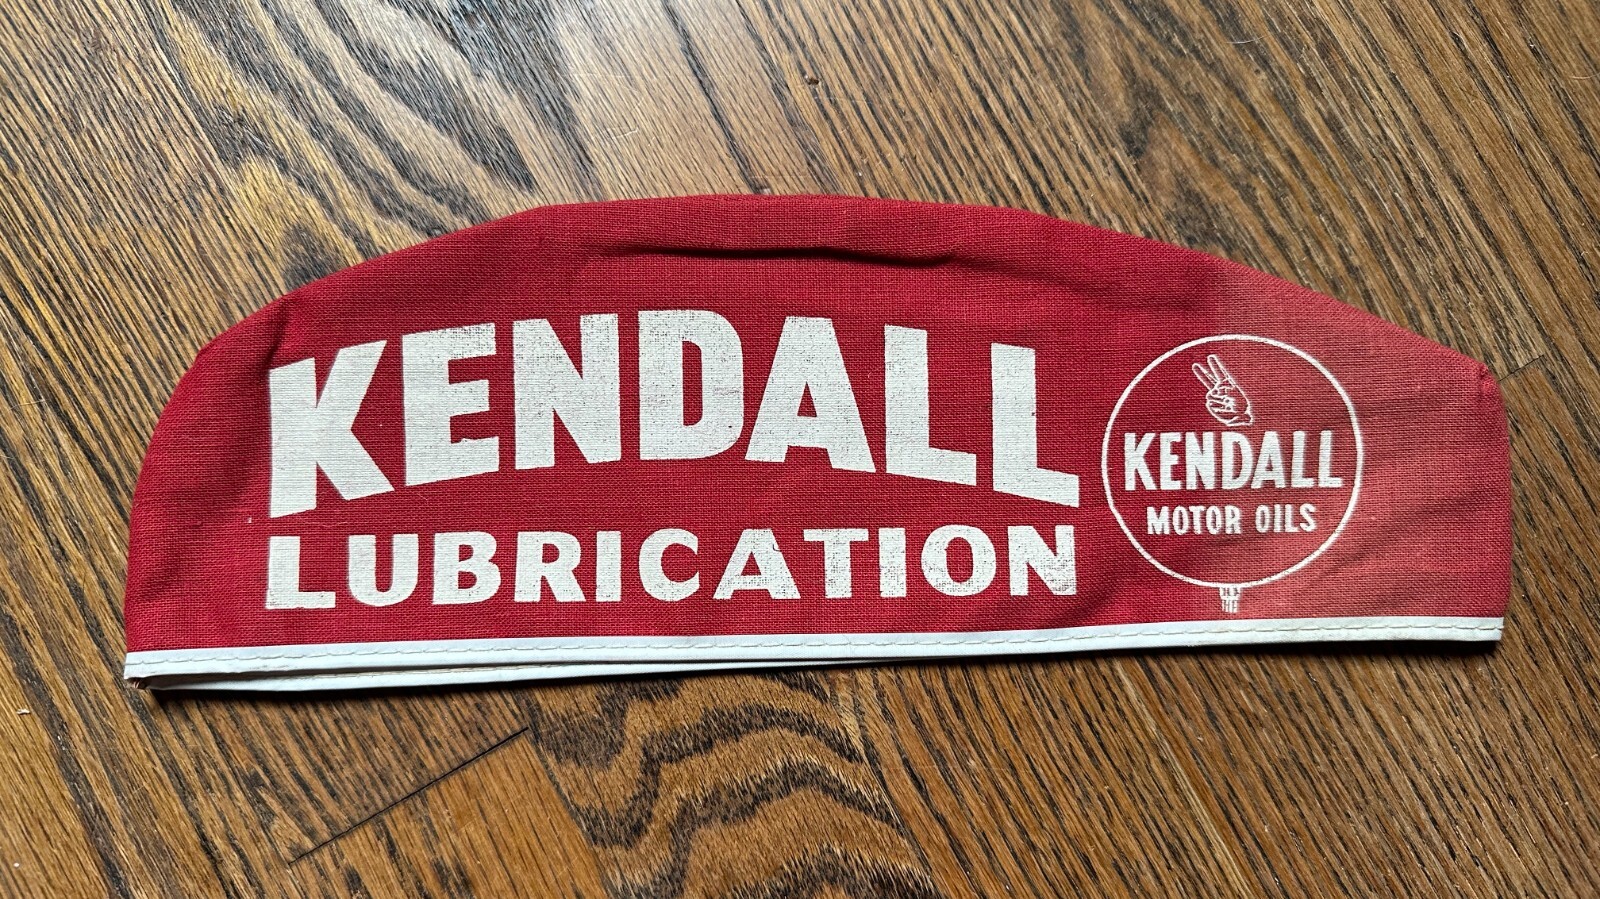 KENDALL
LUBRICATION
KENDALL
MOTOR OILS